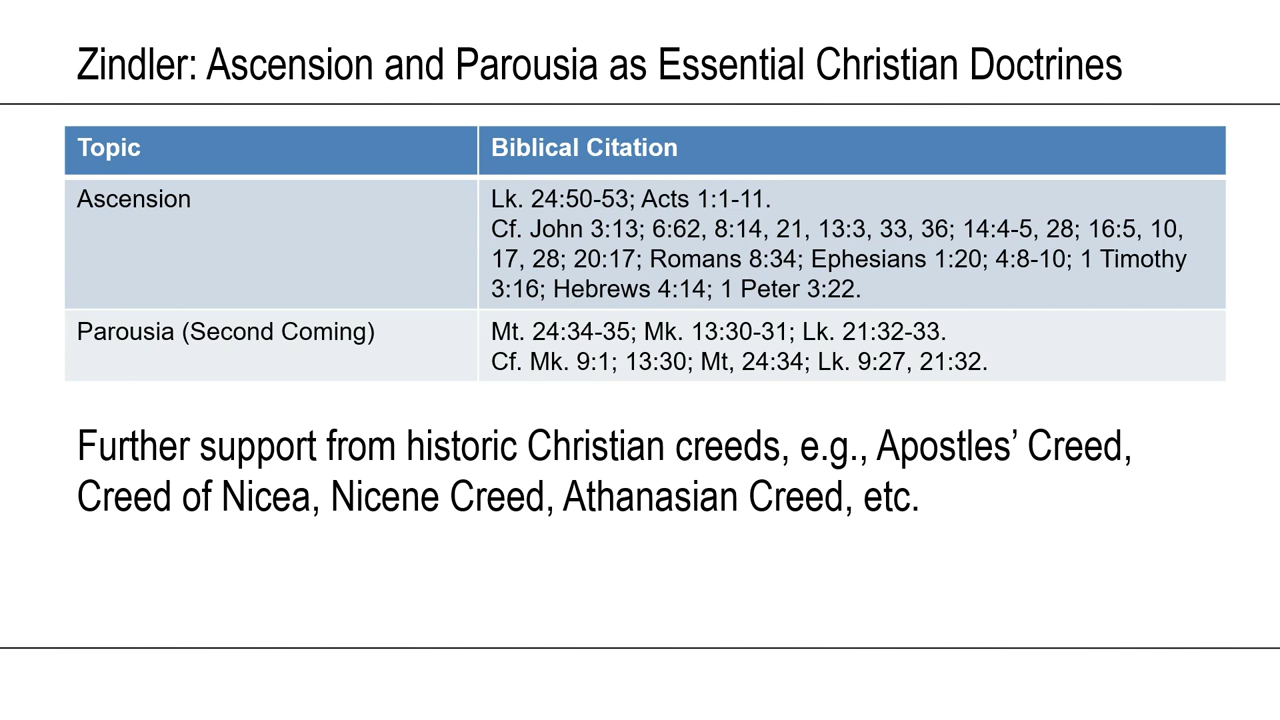 Zindler: Ascension and Parousia as Essential Christian Doctrines
Topic
Biblical Citation
Ascension
Lk. 24:50-53; Acts 1:1-11.
Cf. John 3:13; 6:62, 8:14, 21, 13:3, 33, 36; 14:4-5, 28; 16:5, 10,
17, 28; 20:17; Romans 8:34; Ephesians 1:20; 4:8-10; 1 Timothy
3:16; Hebrews 4:14; 1 Peter 3:22.
Parousia (Second Coming)
Mt. 24:34-35; Mk. 13:30-31; Lk. 21:32-33.
Cf. Mk. 9:1; 13:30; Mt, 24:34; Lk. 9:27, 21:32.
Further support from historic Christian creeds, e.g., Apostles’ Creed,
Creed of Nicea, Nicene Creed, Athanasian Creed, etc.